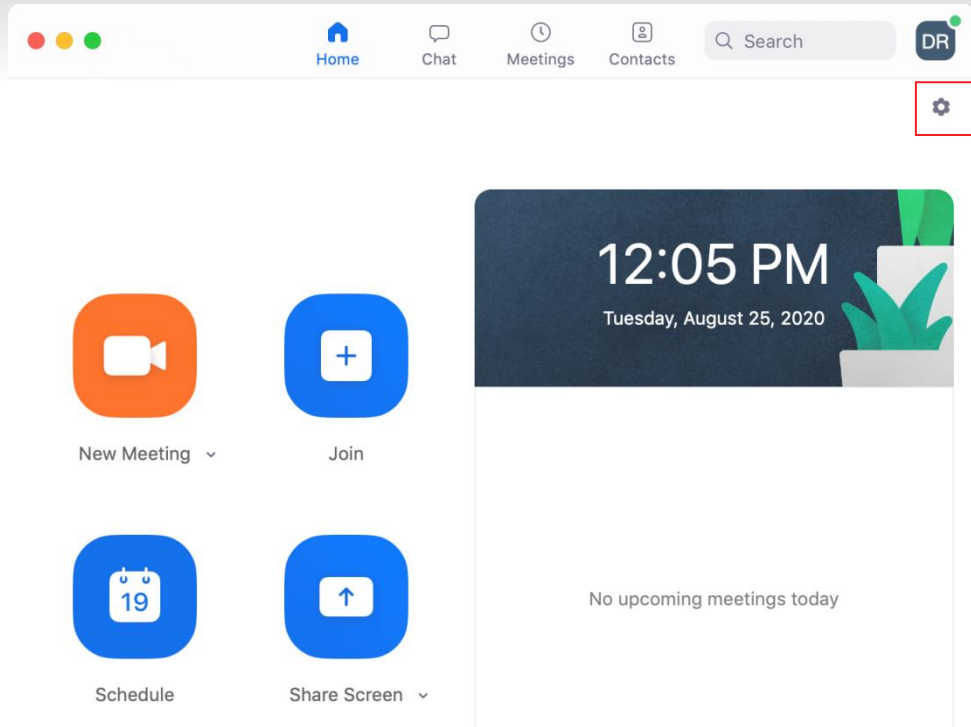 Home
Chat
Meetings
Contacts
Search
DR
12:05 PM
Tuesday, August 25, 2020
New Meeting
Join
19
Schedule
Share Screen
No upcoming meetings today